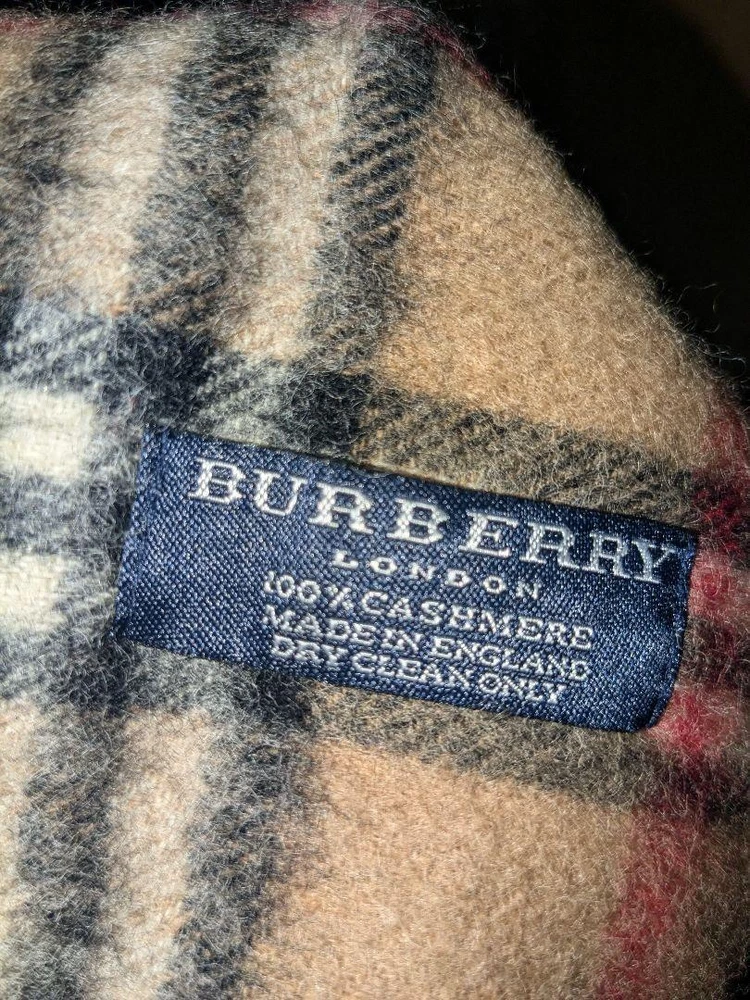 BURBERRY
LONDON
100% CASHMERE
MADE IN ENGLAND
DRY CLEAN ONLY